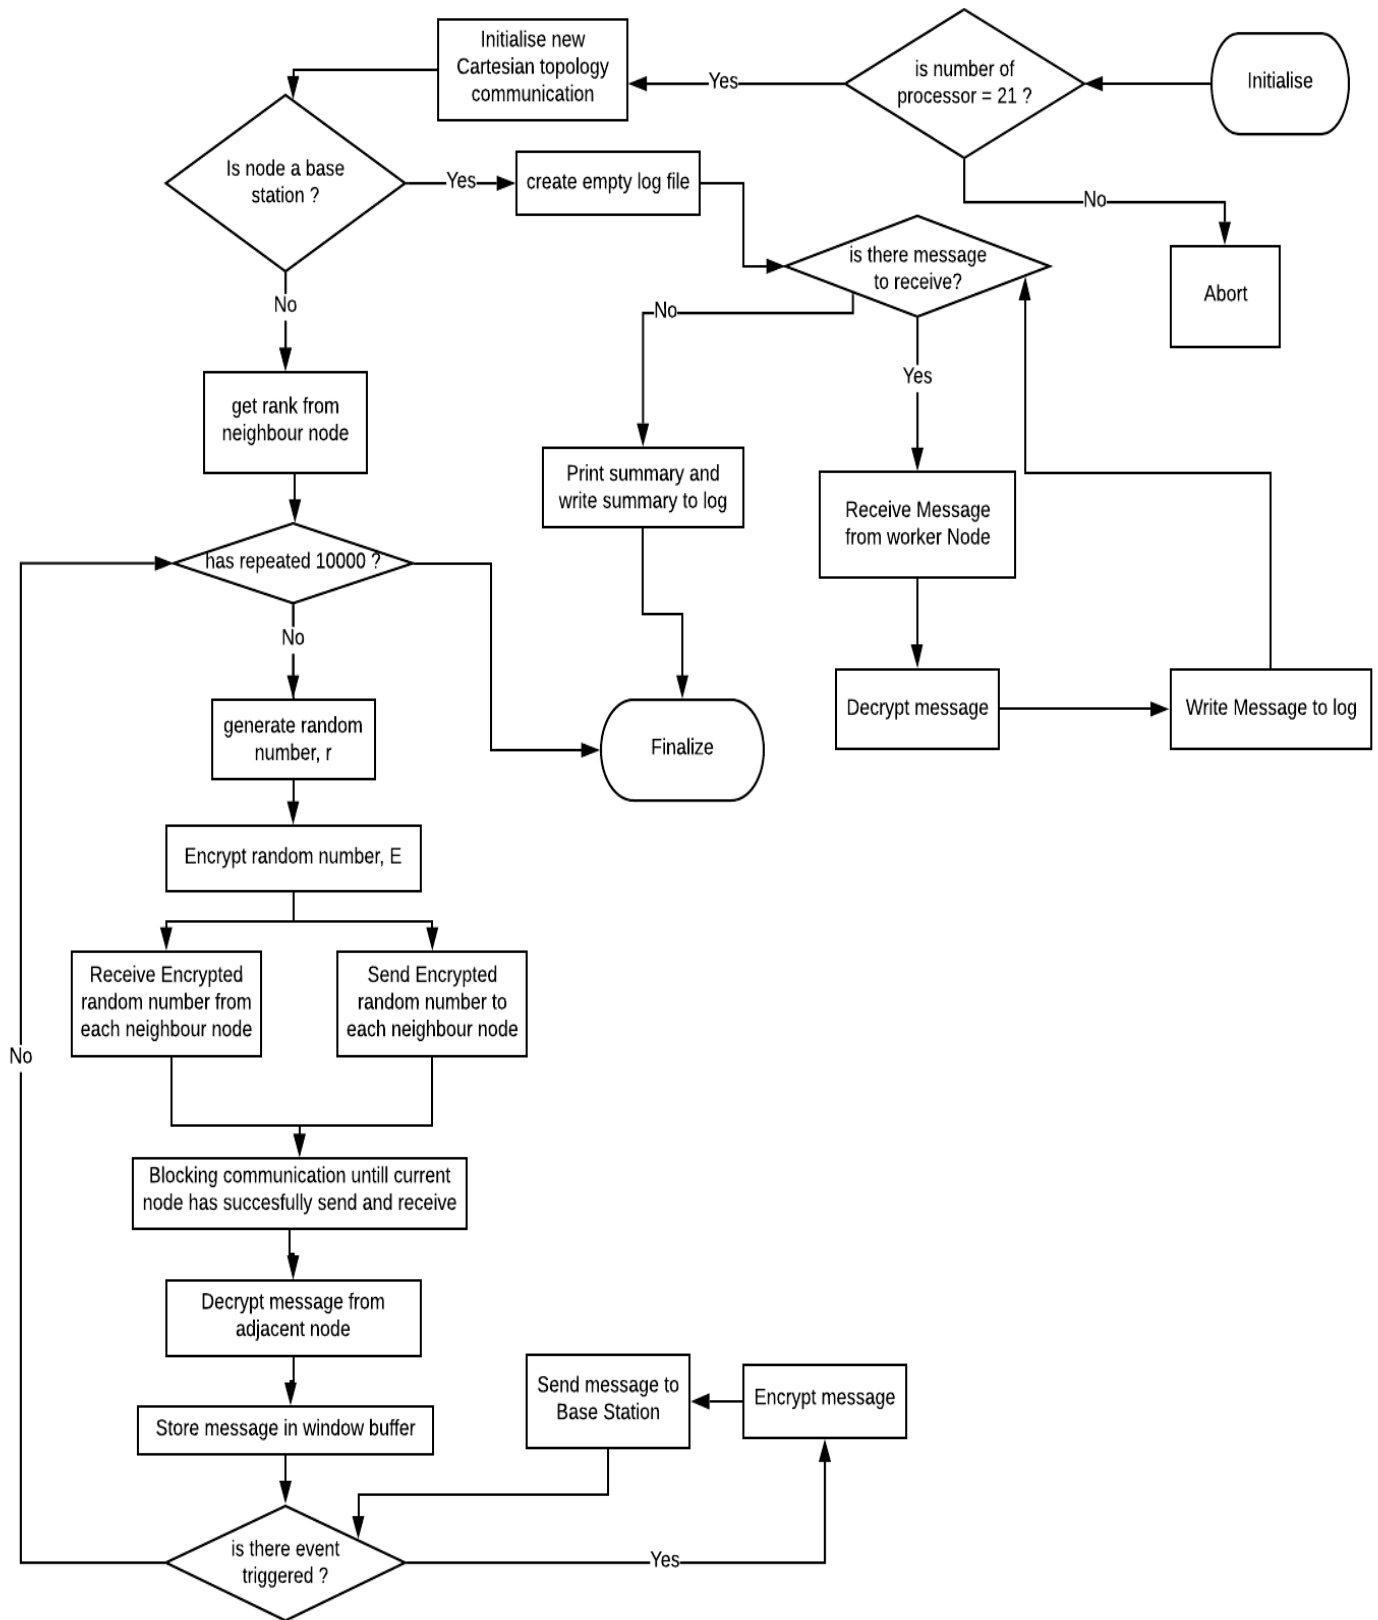 Initialise
is number of
processor = 21 ?
Yes
Initialise new
Cartesian topology
communication
No
Abort
Is node a base
station ?
Yes
create empty log file
is there message
to receive?
No
Yes
No
get rank from
neighbour node
Print summary and
write summary to log
Receive Message
from worker Node
has repeated 10000 ?
No
Decrypt message
Write Message to log
generate random
number, r
Finalize
Encrypt random number, E
Receive Encrypted
random number from
each neighbour node
Send Encrypted
random number to
each neighbour node
No
Blocking communication untill current
node has succesfully send and receive
Decrypt message from
adjacent node
Store message in window buffer
Send message to
Base Station
Encrypt message
is there event
triggered ?
Yes